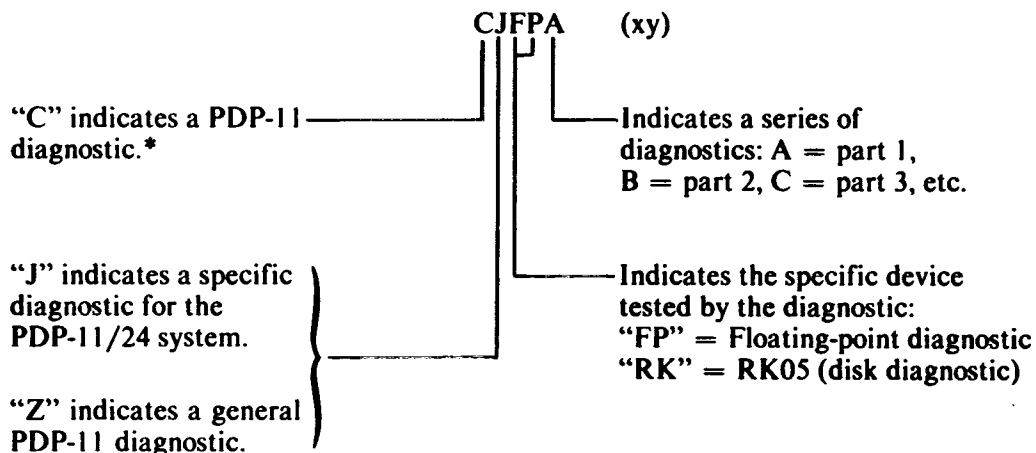 CJFPA (xy)
"C" indicates a PDP-11
diagnostic.*
Indicates a series of
diagnostics: A = part 1,
B = part 2, C = part 3, etc.
"J" indicates a specific
diagnostic for the
PDP-11/24 system.
"Z" indicates a general
PDP-11 diagnostic.
Indicates the specific device
tested by the diagnostic:
"FP" = Floating-point diagnostic
"RK" = RK05 (disk diagnostic)